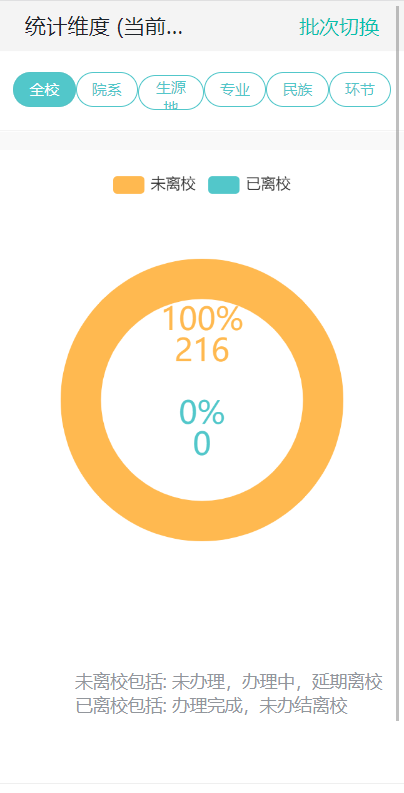 统计维度 (当前...
批次切换
全校
院系
生源
地
专业
民族
环节
未离校
已离校
100%
216
0%
0
未离校包括: 未办理，办理中，延期离校
已离校包括: 办理完成，未办结离校